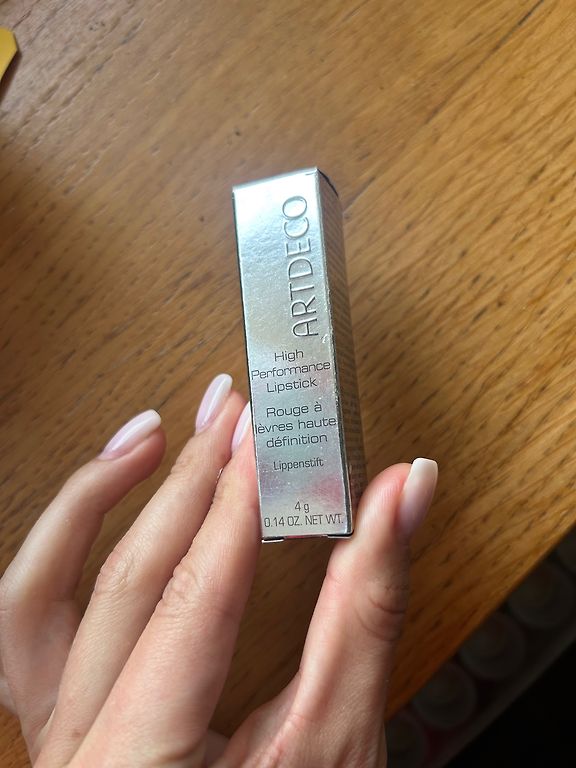 ARTDECO
High
Performance
Lipstick
Rouge à
lèvres haute
définition
Lippenstift
4 g
0.14 OZ. NET WT.